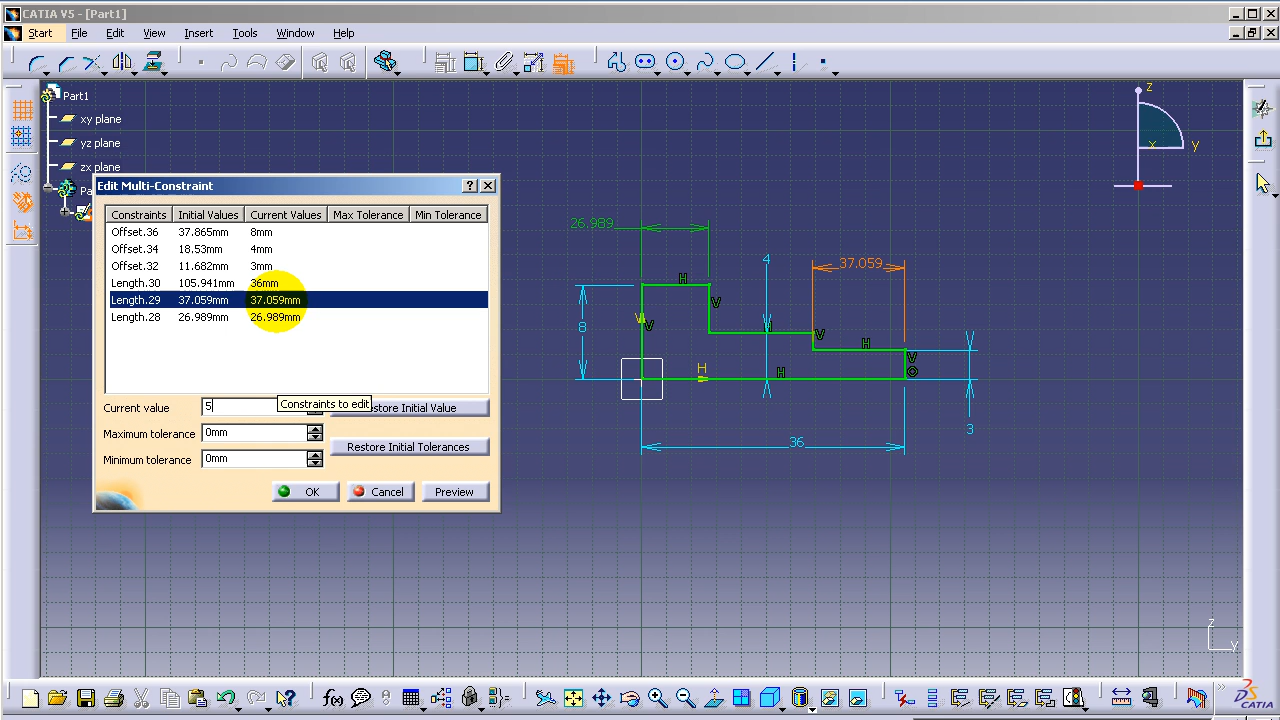 CATIA V5 - [Part1]
Start File Edit View Insert Tools Window Help
Part1
xy plane
yz plane
zx plane
Pa
Edit Multi-Constraint
Constraints Initial Values Current Values Max Tolerance Min Tolerance
Offset.36 37.865mm 8mm
Offset.34 18.53mm 4mm
Offset.32 11.682mm 3mm
Length.30 105.941mm 36mm
Length.29 37.059mm 37.059mm
Length.28 26.989mm 26.989mm
Current value 5 Constraints to edit estore Initial Value
Maximum tolerance 0mm Restore Initial Tolerances
Minimum tolerance 0mm
OK Cancel Preview
z
x y
26.989
4
37.059
H
V
8
V V V
H
V
H H
V
O
36
3
z
y
f(x)
CATIA